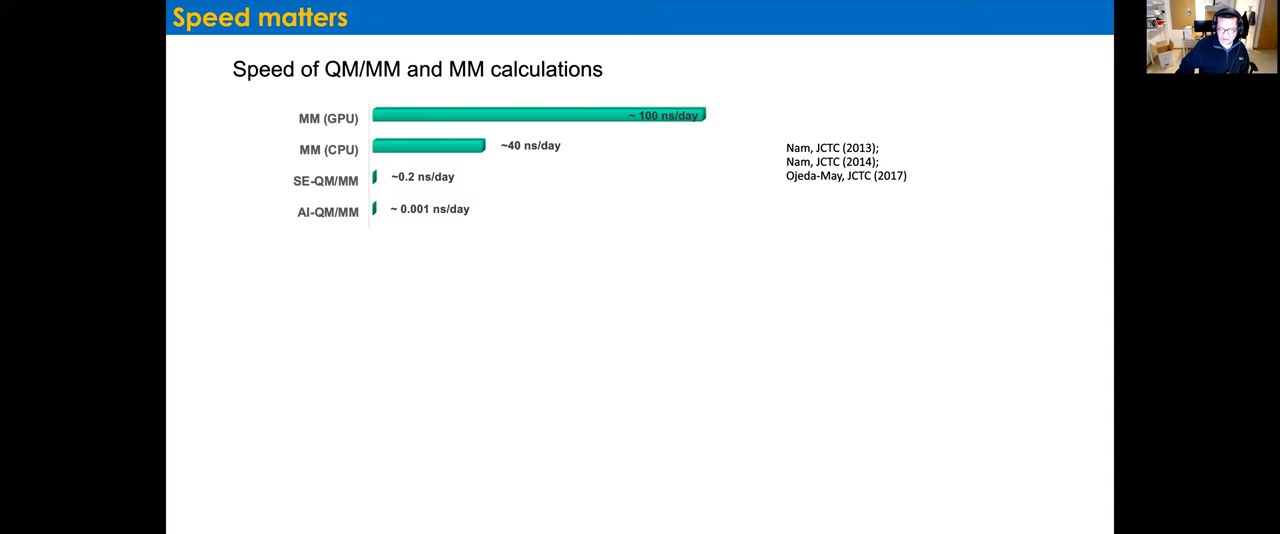 Speed matters
Speed of QM/MM and MM calculations
MM (GPU)
~ 100 ns/day
MM (CPU)
~40 ns/day
SE-QM/MM
~0.2 ns/day
AI-QM/MM
~ 0.001 ns/day
Nam, JCTC (2013);
Nam, JCTC (2014);
Ojeda-May, JCTC (2017)